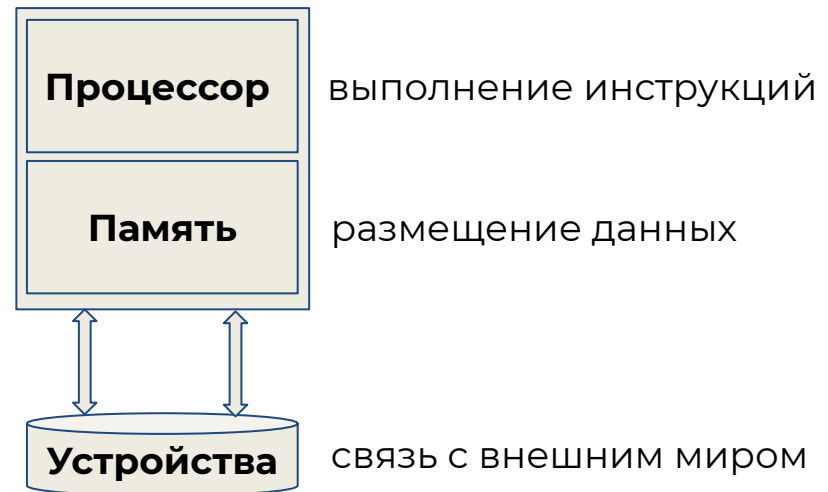 Процессор выполнение инструкций
Память размещение данных
Устройства связь с внешним миром